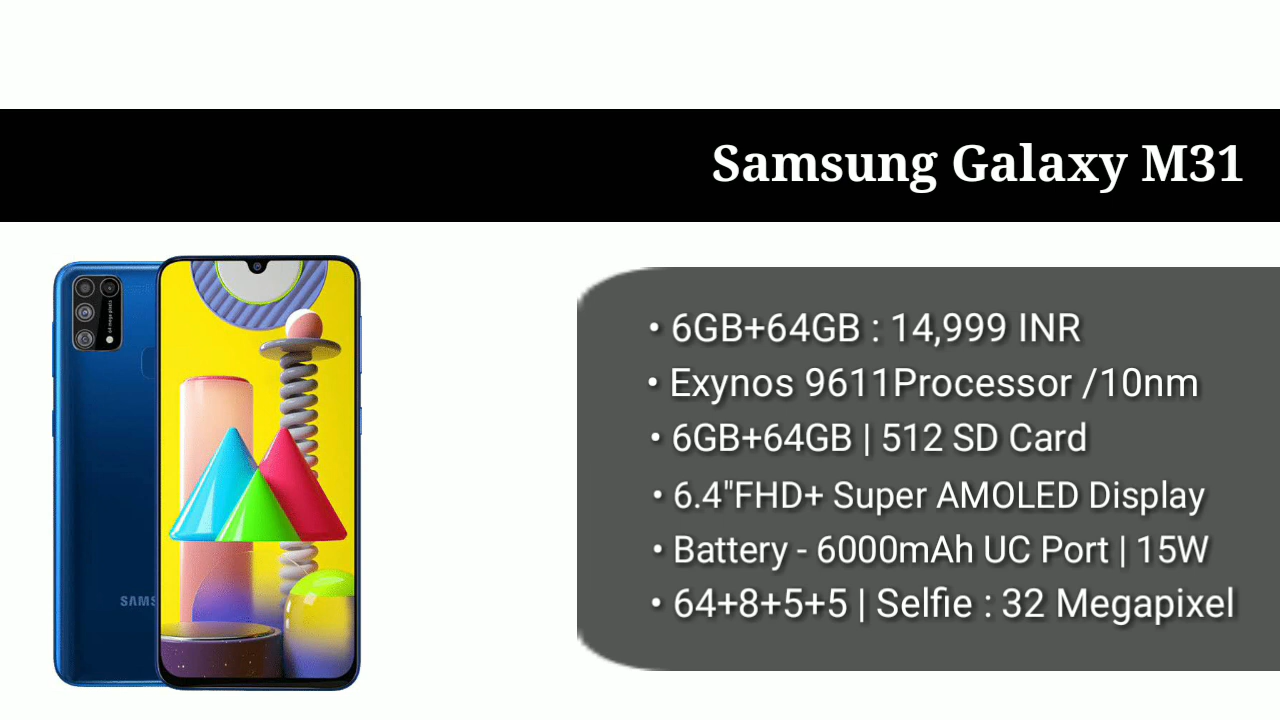 Samsung Galaxy M31
SAMS
• 6GB+64GB : 14,999 INR
• Exynos 9611Processor /10nm
• 6GB+64GB | 512 SD Card
• 6.4"FHD+ Super AMOLED Display
• Battery - 6000mAh UC Port | 15W
• 64+8+5+5 | Selfie : 32 Megapixel